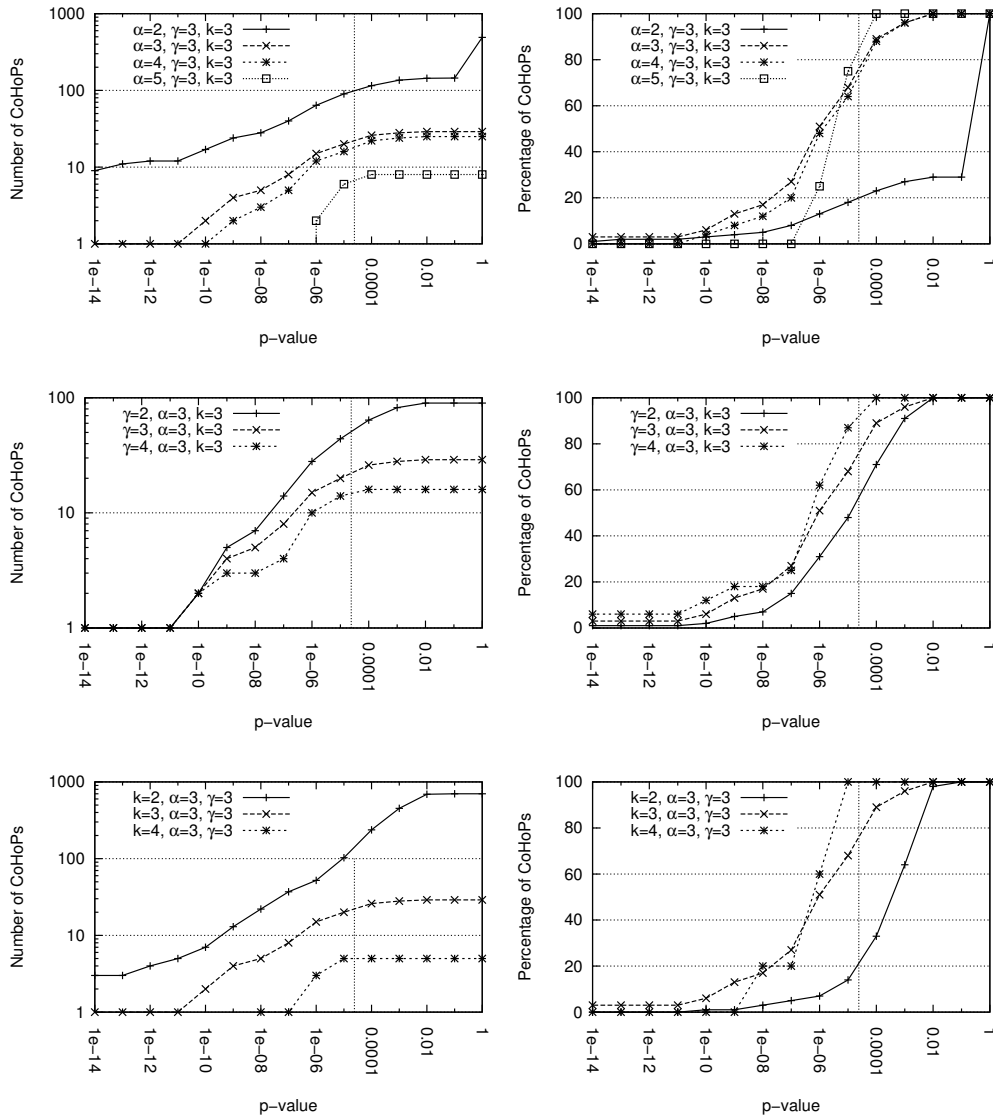 Number of CoHoPs
1000
100
10
1
α=2, γ=3, k=3
α=3, γ=3, k=3
α=4, γ=3, k=3
α=5, γ=3, k=3
1e−14
1e−12
1e−10
1e−08
1e−06
0.0001
0.01
1
p−value
Percentage of CoHoPs
100
80
60
40
20
0
α=2, γ=3, k=3
α=3, γ=3, k=3
α=4, γ=3, k=3
α=5, γ=3, k=3
1e−14
1e−12
1e−10
1e−08
1e−06
0.0001
0.01
1
p−value
Number of CoHoPs
100
10
1
γ=2, α=3, k=3
γ=3, α=3, k=3
γ=4, α=3, k=3
1e−14
1e−12
1e−10
1e−08
1e−06
0.0001
0.01
1
p−value
Percentage of CoHoPs
100
80
60
40
20
0
γ=2, α=3, k=3
γ=3, α=3, k=3
γ=4, α=3, k=3
1e−14
1e−12
1e−10
1e−08
1e−06
0.0001
0.01
1
p−value
Number of CoHoPs
1000
100
10
1
k=2, α=3, γ=3
k=3, α=3, γ=3
k=4, α=3, γ=3
1e−14
1e−12
1e−10
1e−08
1e−06
0.0001
0.01
1
p−value
Percentage of CoHoPs
100
80
60
40
20
0
k=2, α=3, γ=3
k=3, α=3, γ=3
k=4, α=3, γ=3
1e−14
1e−12
1e−10
1e−08
1e−06
0.0001
0.01
1
p−value